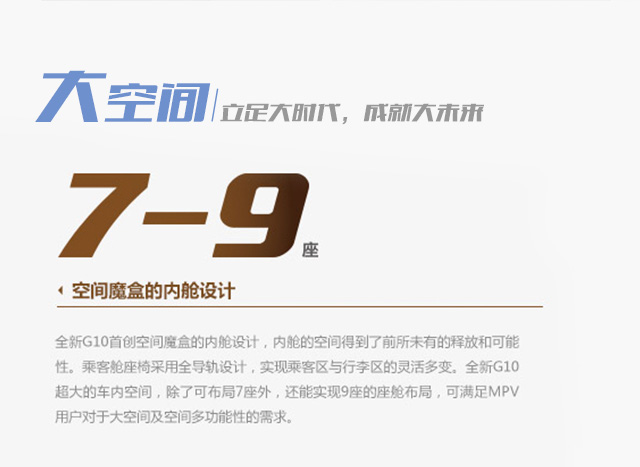 大空间|立足大时代，成就大未来
7-9座
空间魔盒的内舱设计
全新G10首创空间魔盒的内舱设计，内舱的空间得到了前所未有的释放和可能
性。乘客舱座椅采用全导轨设计，实现乘客区与行李区的灵活多变。全新G10
超大的车内空间，除了可布局7座外，还能实现9座的座舱布局，可满足MPV
用户对于大空间及空间多功能性的需求。